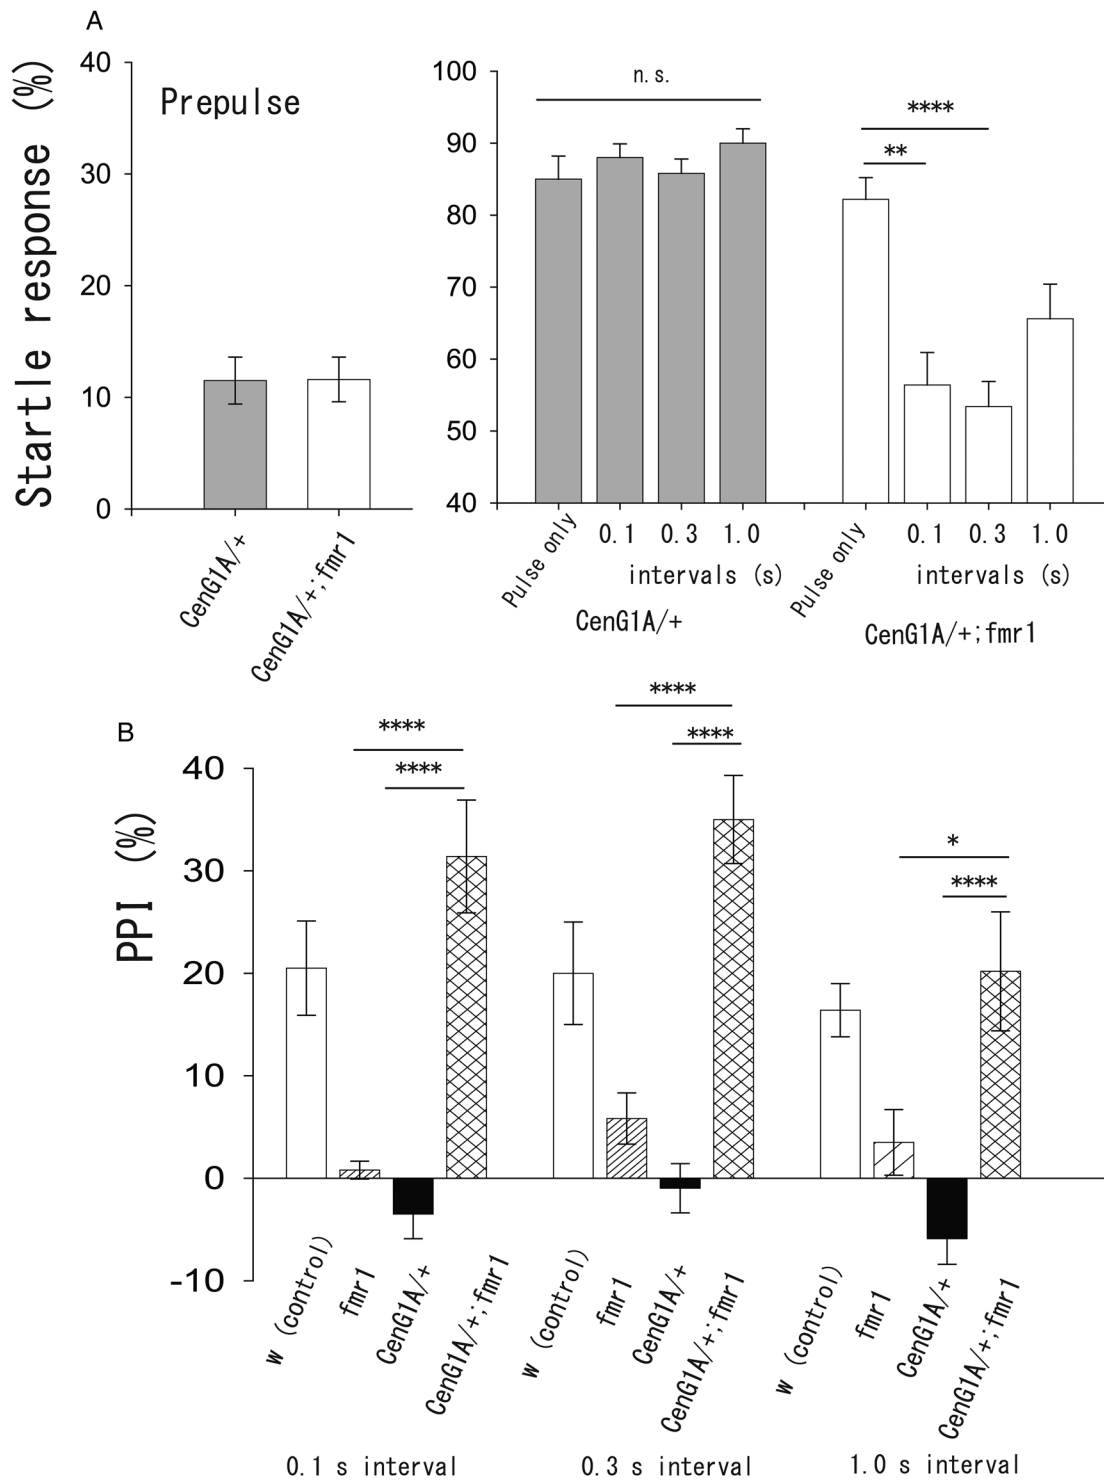 A
Startle response (%)
40
30
20
10
0
Prepulse
CenG1A/+
CenG1A/+;fmr1
100
90
80
70
60
50
40
n.s.
****
**
Pulse only
0.1
0.3
1.0
intervals (s)
CenG1A/+
Pulse only
0.1
0.3
1.0
intervals (s)
CenG1A/+;fmr1
B
PPI (%)
40
30
20
10
0
-10
****
****
****
****
*
****
w (control)
fmr1
CenG1A/+
CenG1A/+;fmr1
w (control)
fmr1
CenG1A/+
CenG1A/+;fmr1
w (control)
fmr1
CenG1A/+
CenG1A/+;fmr1
0.1 s interval
0.3 s interval
1.0 s interval